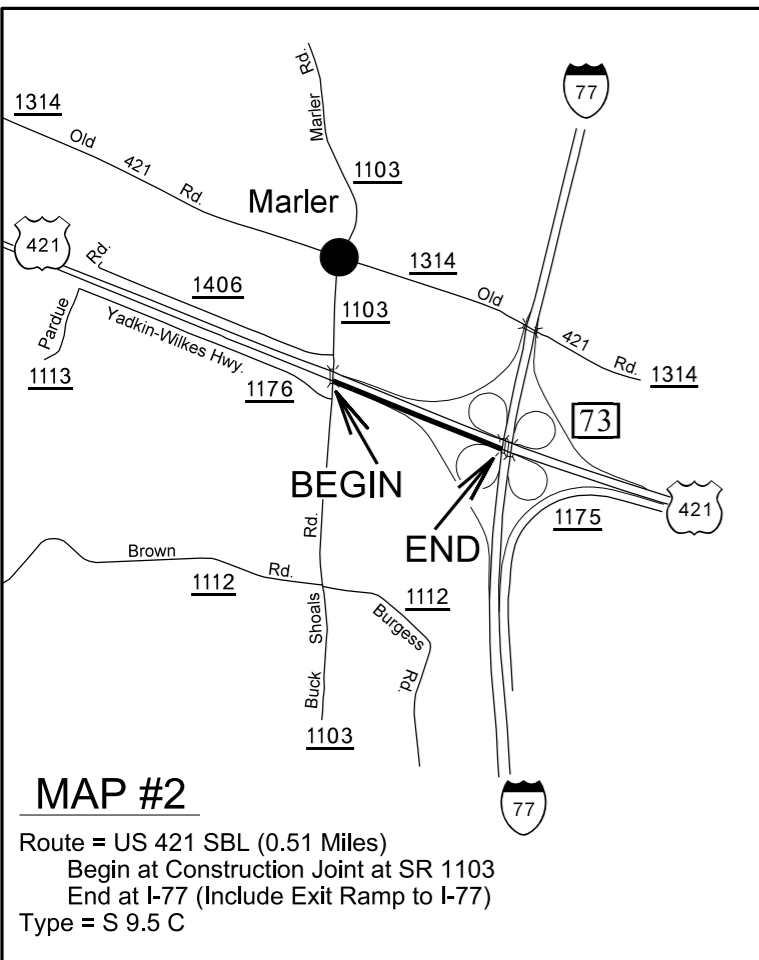 77
1314
Old 421 Rd.
Marler Rd.
1103
Marler
421
Rd.
1406
1314
Old 421 Rd.
1103
1314
Pardue
Yadkin-Wilkes Hwy.
1113
1176
73
BEGIN
END
421
1175
Brown Rd.
1112
1112
Burgess Rd.
Buck Shoals Rd.
1103
77
MAP #2
Route = US 421 SBL (0.51 Miles)
Begin at Construction Joint at SR 1103
End at I-77 (Include Exit Ramp to I-77)
Type = S 9.5 C